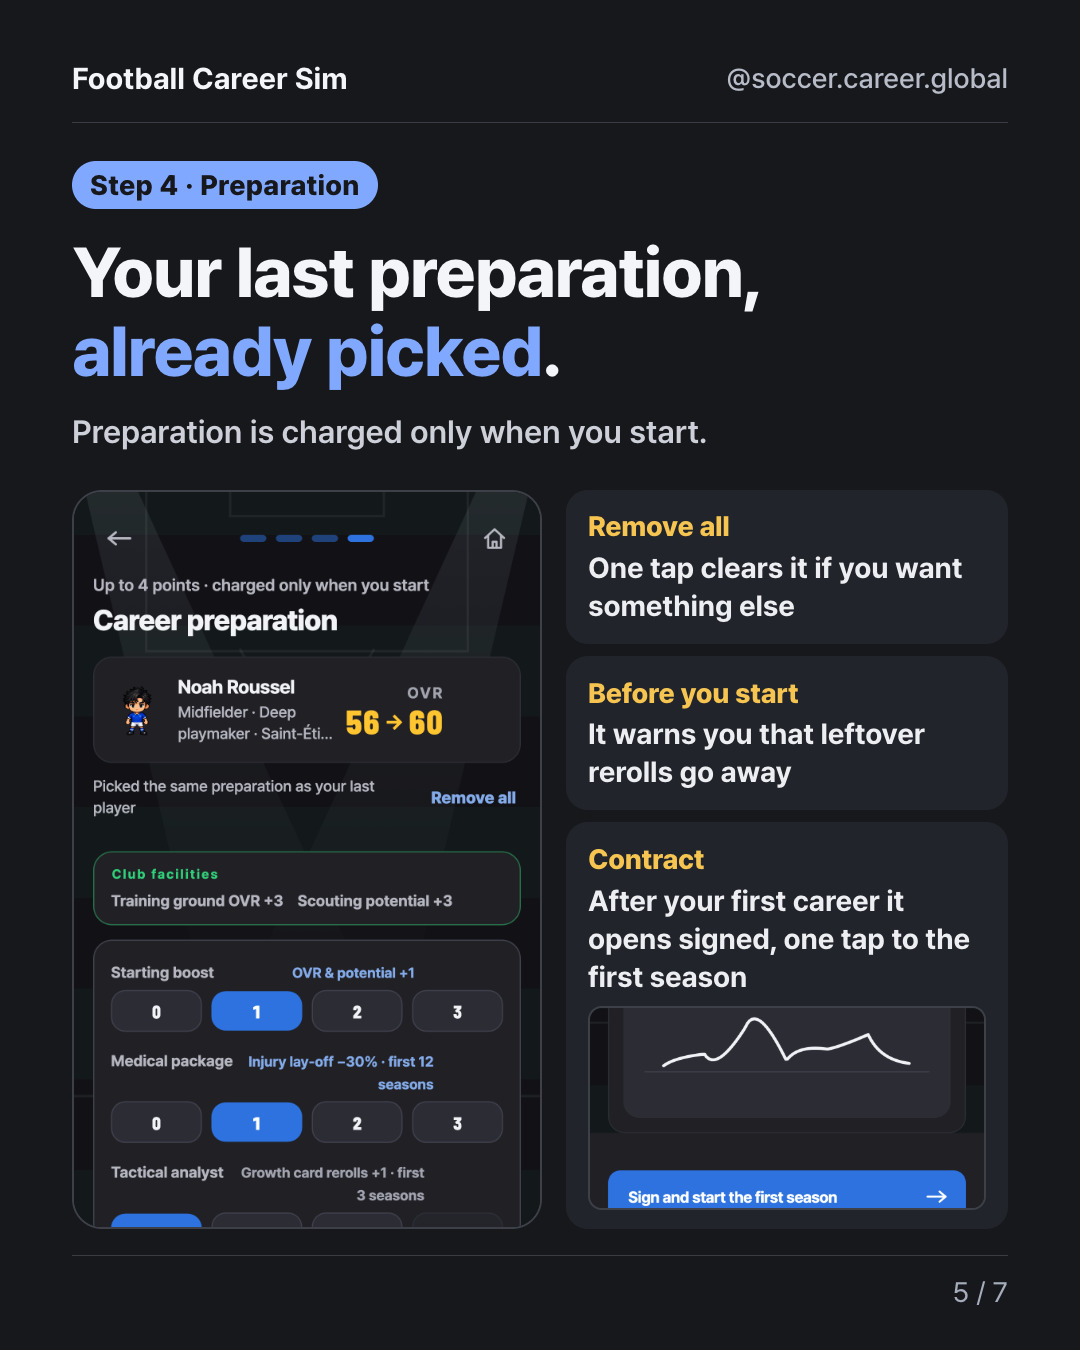 Football Career Sim
@soccer.career.global
Step 4 · Preparation
Your last preparation,
already picked.
Preparation is charged only when you start.
Up to 4 points · charged only when you start
Career preparation
Noah Roussel
Midfielder · Deep
playmaker · Saint-Éti...
OVR
56 → 60
Picked the same preparation as your last
player
Remove all
Club facilities
Training ground OVR +3 Scouting potential +3
Starting boost
OVR & potential +1
0 1 2 3
Medical package
Injury lay-off −30% · first 12
seasons
0 1 2 3
Tactical analyst
Growth card rerolls +1 · first
3 seasons
Remove all
One tap clears it if you want
something else
Before you start
It warns you that leftover
rerolls go away
Contract
After your first career it
opens signed, one tap to the
first season
Sign and start the first season →
5 / 7